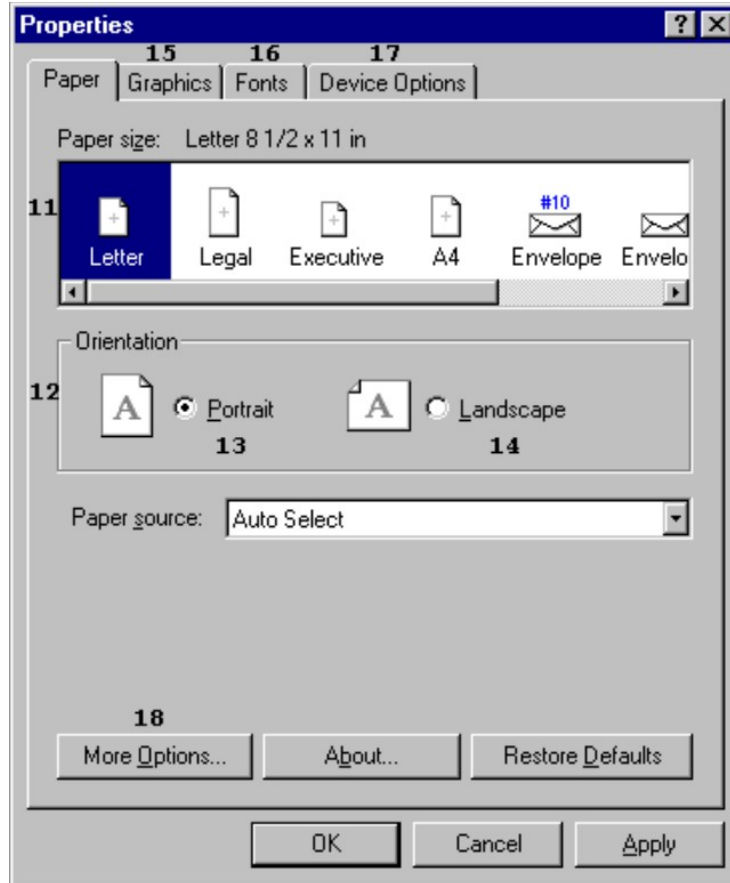 Properties
15 16 17
Paper Graphics Fonts Device Options
Paper size: Letter 8 1/2 x 11 in
#10
11
Letter Legal Executive A4 Envelope Envelo
Orientation
12 A Portrait A Landscape
13 14
Paper source: Auto Select
18
More Options... About... Restore Defaults
OK Cancel Apply